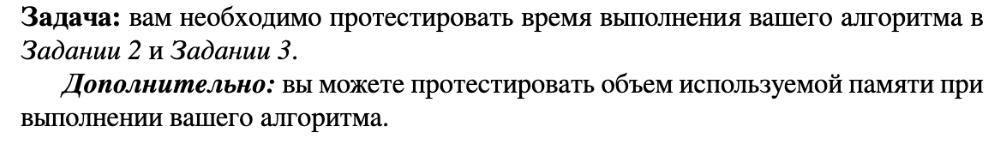 Задача: вам необходимо протестировать время выполнения вашего алгоритма в
Задании 2 и Задании 3.
Дополнительно: вы можете протестировать объем используемой памяти при
выполнении вашего алгоритма.